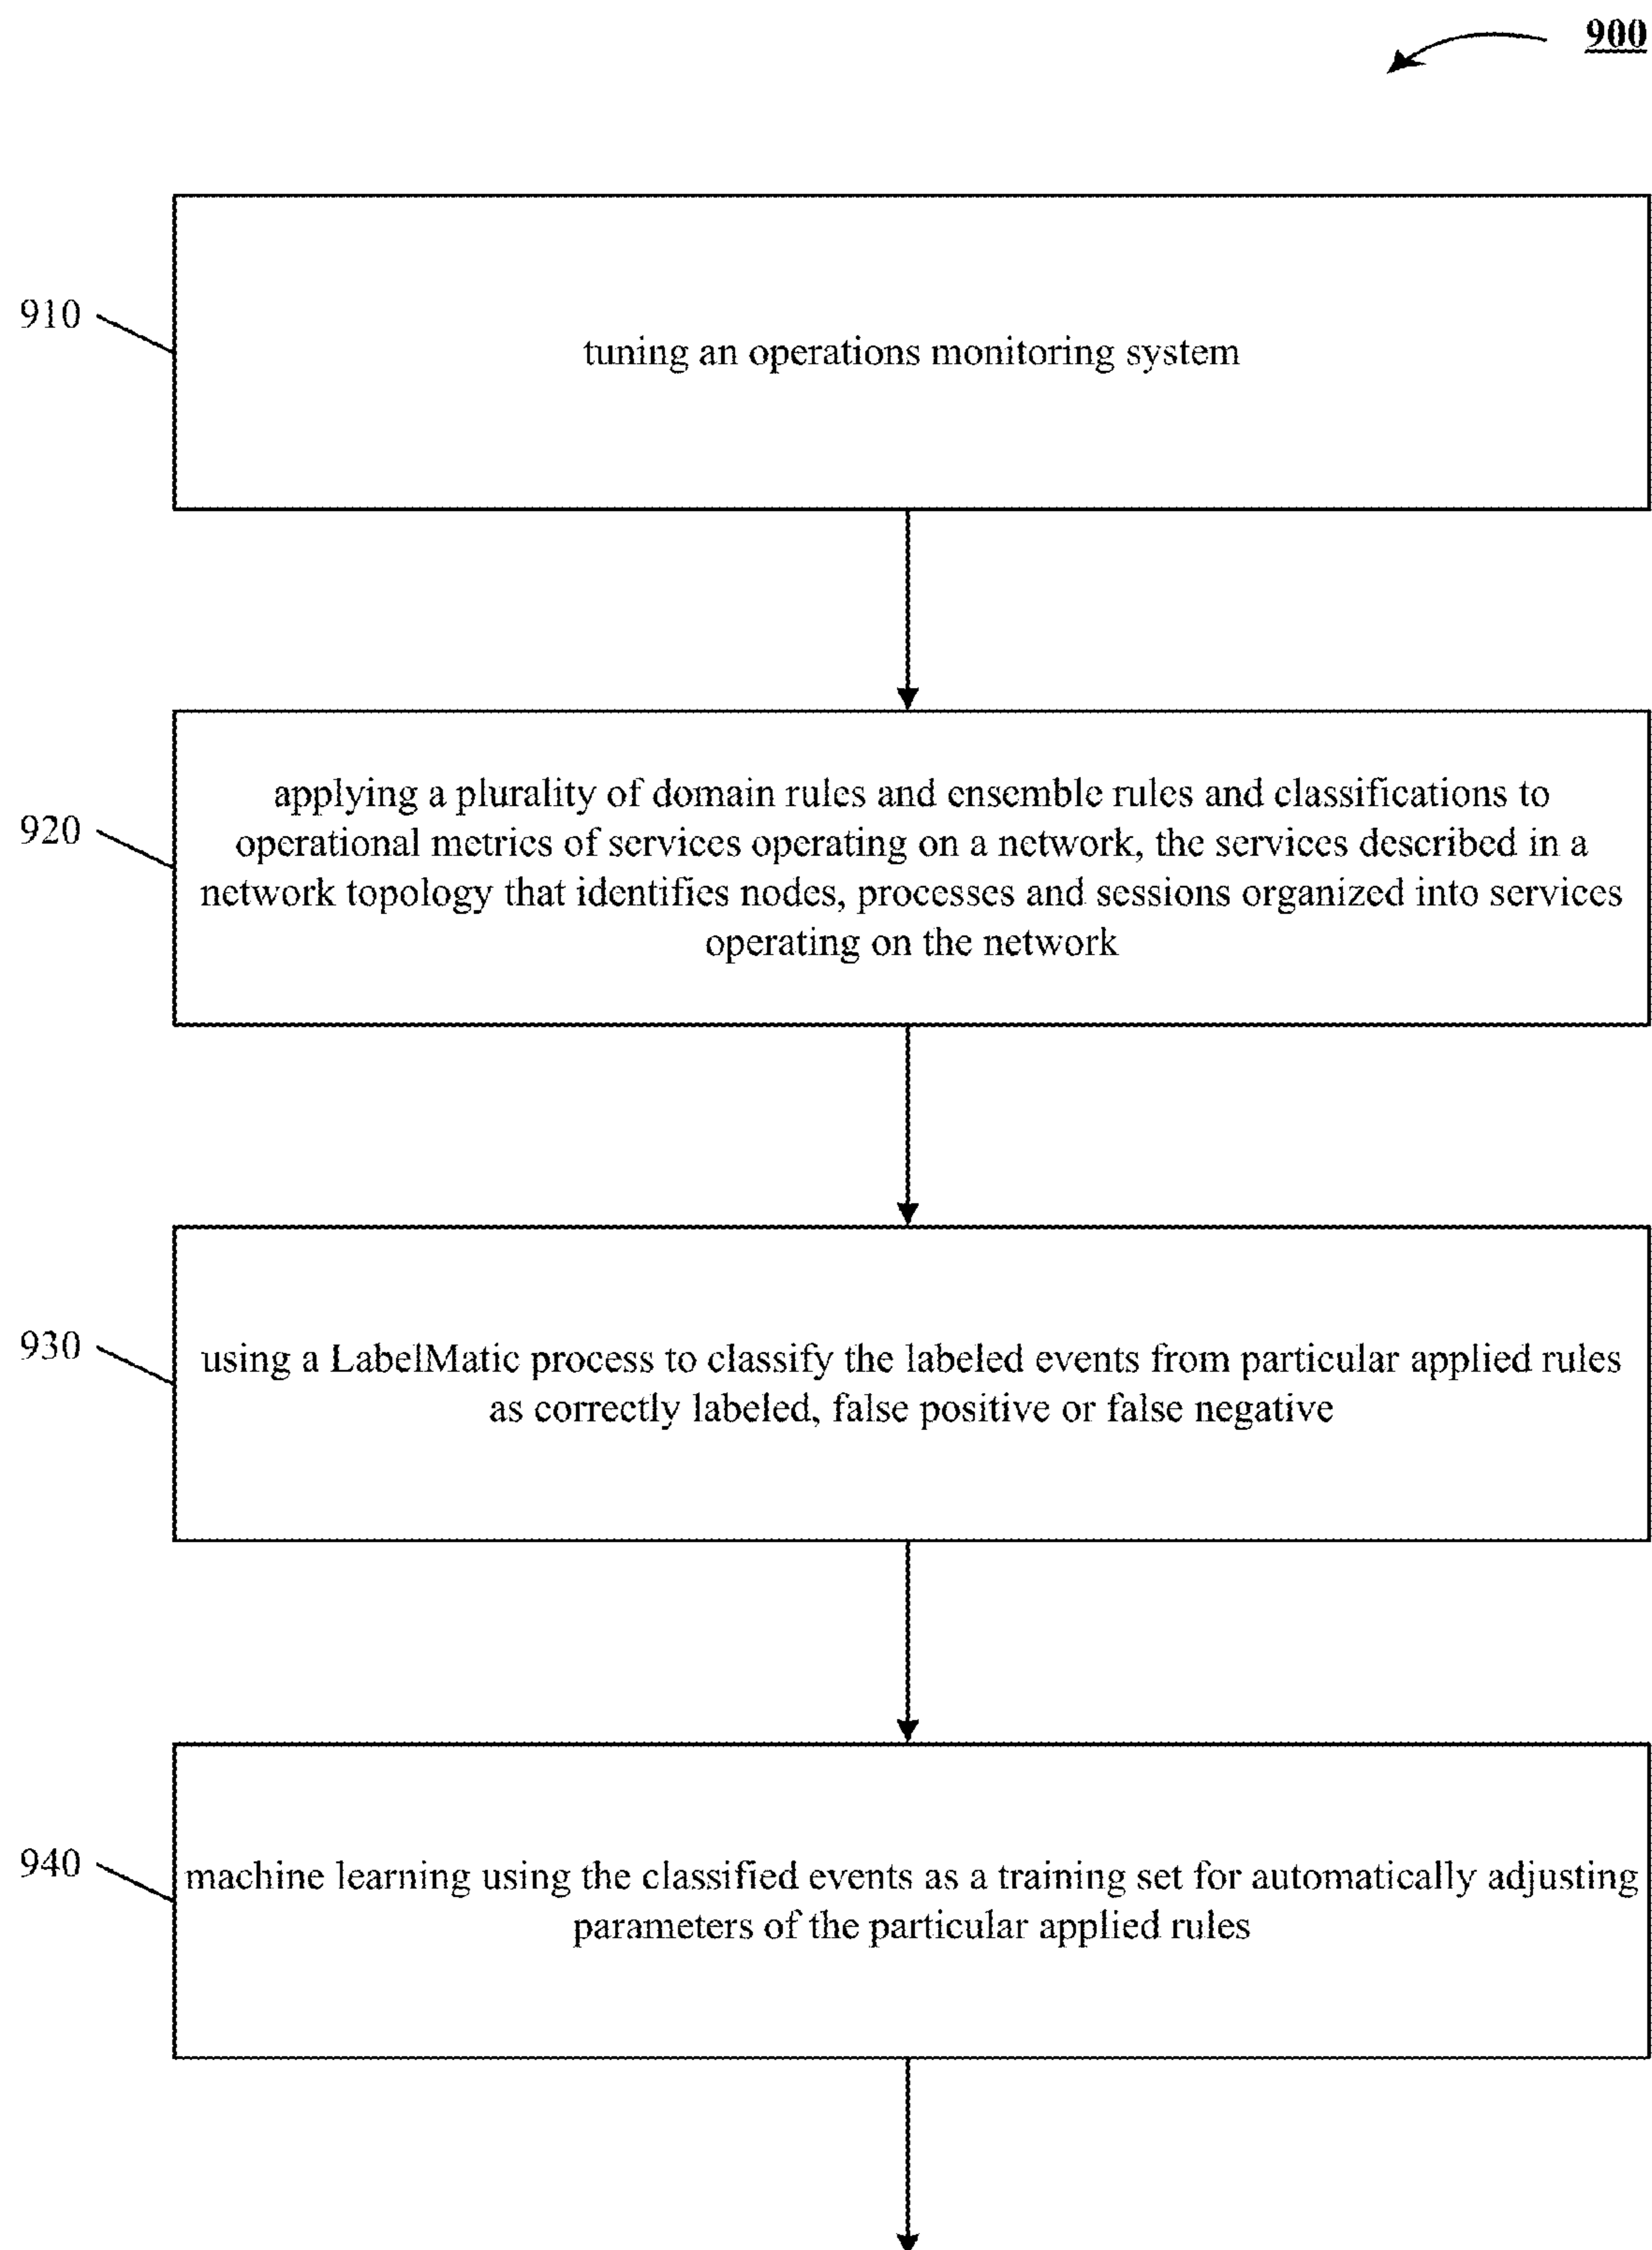 900
910
tuning an operations monitoring system
920
applying a plurality of domain rules and ensemble rules and classifications to
operational metrics of services operating on a network, the services described in a
network topology that identifies nodes, processes and sessions organized into services
operating on the network
930
using a LabelMatic process to classify the labeled events from particular applied rules
as correctly labeled, false positive or false negative
940
machine learning using the classified events as a training set for automatically adjusting
parameters of the particular applied rules